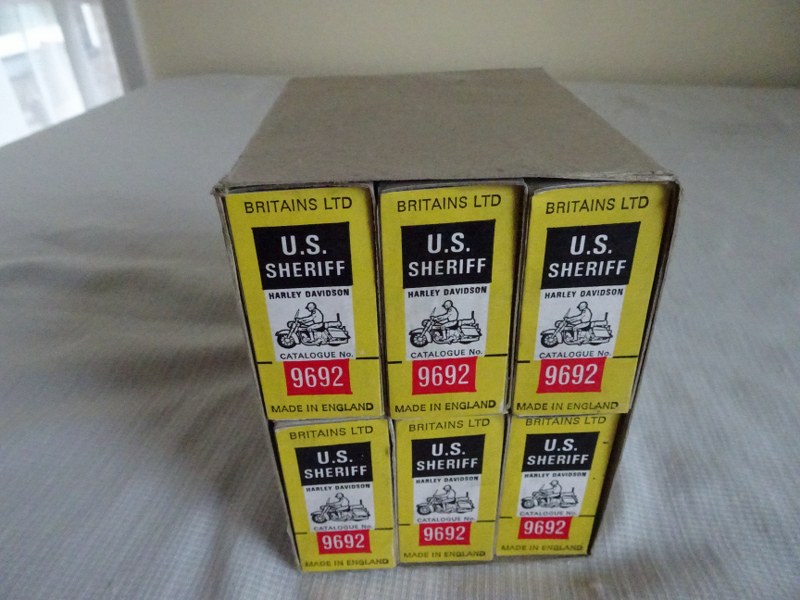 BRITAINS LTD
U.S.
SHERIFF
HARLEY DAVIDSON
CATALOGUE No.
9692
MADE IN ENGLAND
BRITAINS LTD
U.S.
SHERIFF
HARLEY DAVIDSON
CATALOGUE No.
9692
MADE IN ENGLAND
BRITAINS LTD
U.S.
SHERIFF
HARLEY DAVIDSON
CATALOGUE No.
9692
MADE IN ENGLAND
BRITAINS LTD
U.S.
SHERIFF
HARLEY DAVIDSON
CATALOGUE No.
9692
MADE IN ENGLAND
BRITAINS LTD
U.S.
SHERIFF
HARLEY DAVIDSON
CATALOGUE No.
9692
MADE IN ENGLAND
BRITAINS LTD
U.S.
SHERIFF
HARLEY DAVIDSON
CATALOGUE No.
9692
MADE IN ENGLAND